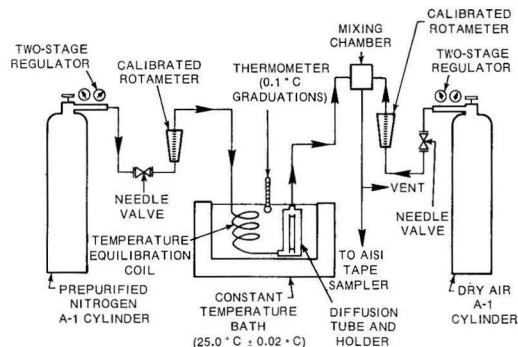 TWO-STAGE
REGULATOR
CALIBRATED
ROTAMETER
THERMOMETER
(0.1 °C
GRADUATIONS)
MIXING
CHAMBER
CALIBRATED
ROTAMETER
TWO-STAGE
REGULATOR
NEEDLE
VALVE
VENT
NEEDLE
VALVE
TEMPERATURE
EQUILIBRATION
COIL
TO AISI
TAPE
SAMPLER
PREPURIFIED
NITROGEN
A-1 CYLINDER
CONSTANT
TEMPERATURE
BATH
(25.0 °C ± 0.02 °C)
DIFFUSION
TUBE AND
HOLDER
DRY AIR
A-1
CYLINDER